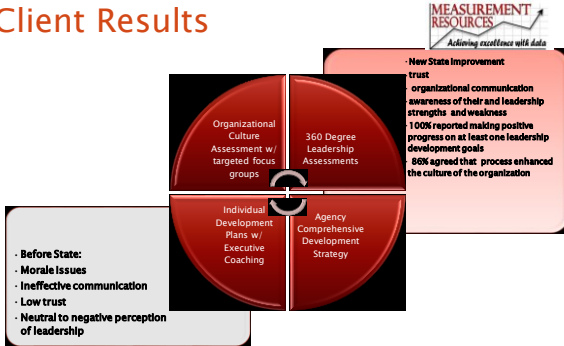 Client Results
MEASUREMENT
RESOURCES
Achieving excellence with data
· New State Improvement
· trust
· organizational communication
· awareness of their and leadership
strengths and weakness
· 100% reported making positive
progress on at least one leadership
development goals
· 86% agreed that process enhanced
the culture of the organization
Organizational
Culture
Assessment w/
targeted focus
groups
360 Degree
Leadership
Assessments
Individual
Development
Plans w/
Executive
Coaching
Agency
Comprehensive
Development
Strategy
· Before State:
· Morale Issues
· Ineffective communication
· Low trust
· Neutral to negative perception
of leadership